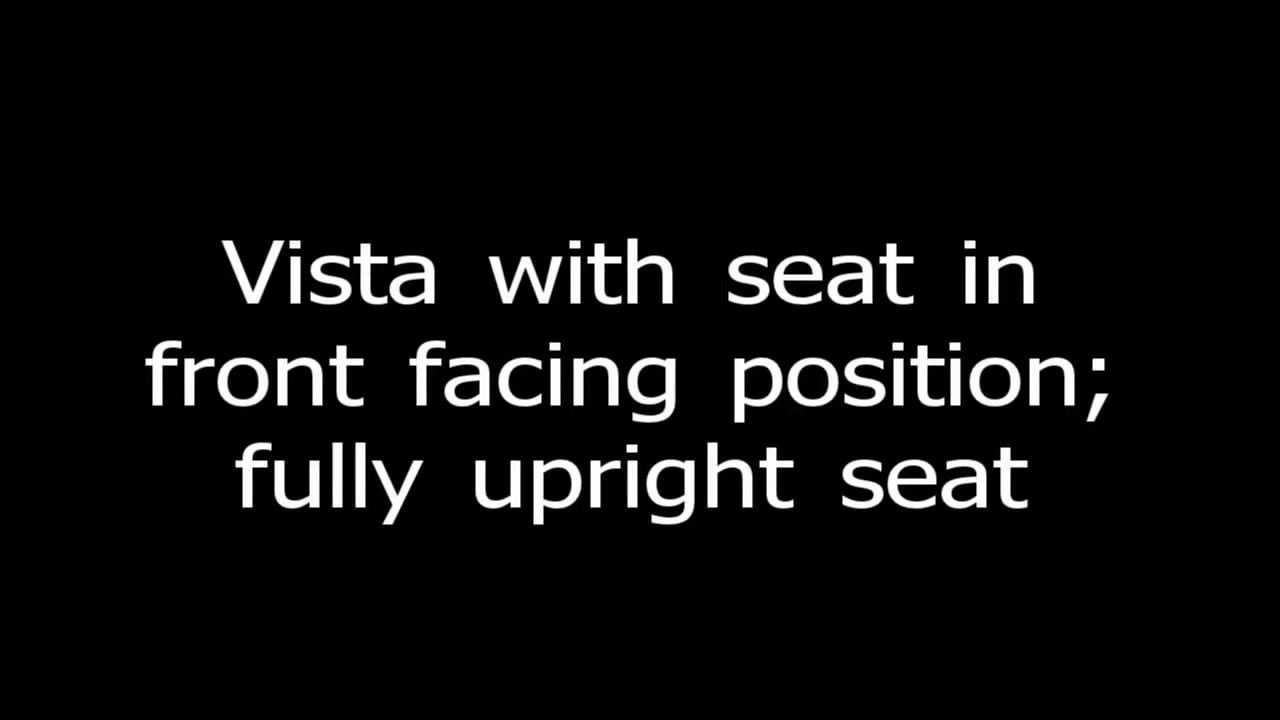 Vista with seat in
front facing position;
fully upright seat